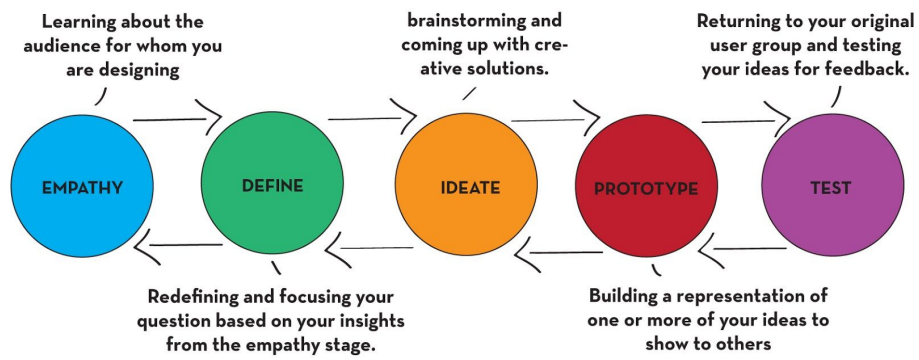 Learning about the
audience for whom you
are designing
brainstorming and
coming up with cre-
ative solutions.
Returning to your original
user group and testing
your ideas for feedback.
EMPATHY
DEFINE
IDEATE
PROTOTYPE
TEST
Redefining and focusing your
question based on your insights
from the empathy stage.
Building a representation of
one or more of your ideas to
show to others